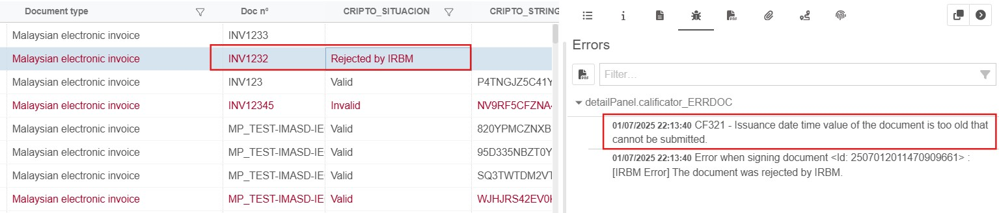 Document type Doc nº CRIPTO_SITUACION CRIPTO_STRING
Malaysian electronic invoice INV1233
Malaysian electronic invoice INV1232 Rejected by IRBM
Malaysian electronic invoice INV123 Valid P4TNGJZ5C41Y
Malaysian electronic invoice INV12345 Invalid NV9RF5CFZNA4
Malaysian electronic invoice MP_TEST-IMASD-IE Valid 820YPMCZNXB
Malaysian electronic invoice MP_TEST-IMASD-IE Valid 95D335NBZT0Y
Malaysian electronic invoice MP_TEST-IMASD-IE Valid SQ3TWTDM2VT
Malaysian electronic invoice MP_TEST-IMASD-IE Valid WJHJRS42EV0H
PDF
Errors
PDF
Filter...
detailPanel.calificator_ERRDOC
01/07/2025 22:13:40 CF321 - Issuance date time value of the document is too old that
cannot be submitted.
01/07/2025 22:13:40 Error when signing document <Id: 2507012011470909661> :
[IRBM Error] The document was rejected by IRBM.